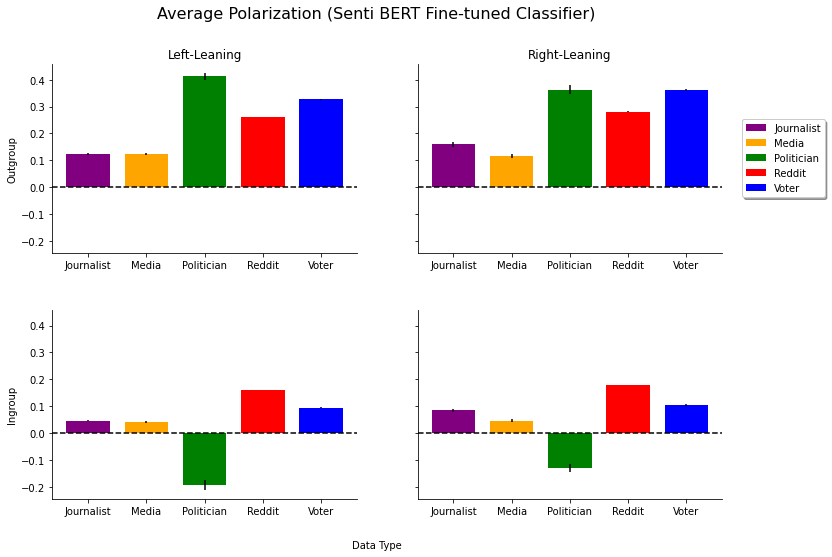 Average Polarization (Senti BERT Fine-tuned Classifier)
Left-Leaning
Right-Leaning
Outgroup
0.4
0.3
0.2
0.1
0.0
−0.1
−0.2
Journalist Media Politician Reddit Voter
Journalist Media Politician Reddit Voter
Journalist
Media
Politician
Reddit
Voter
Ingroup
0.4
0.3
0.2
0.1
0.0
−0.1
−0.2
Journalist Media Politician Reddit Voter
Journalist Media Politician Reddit Voter
Data Type